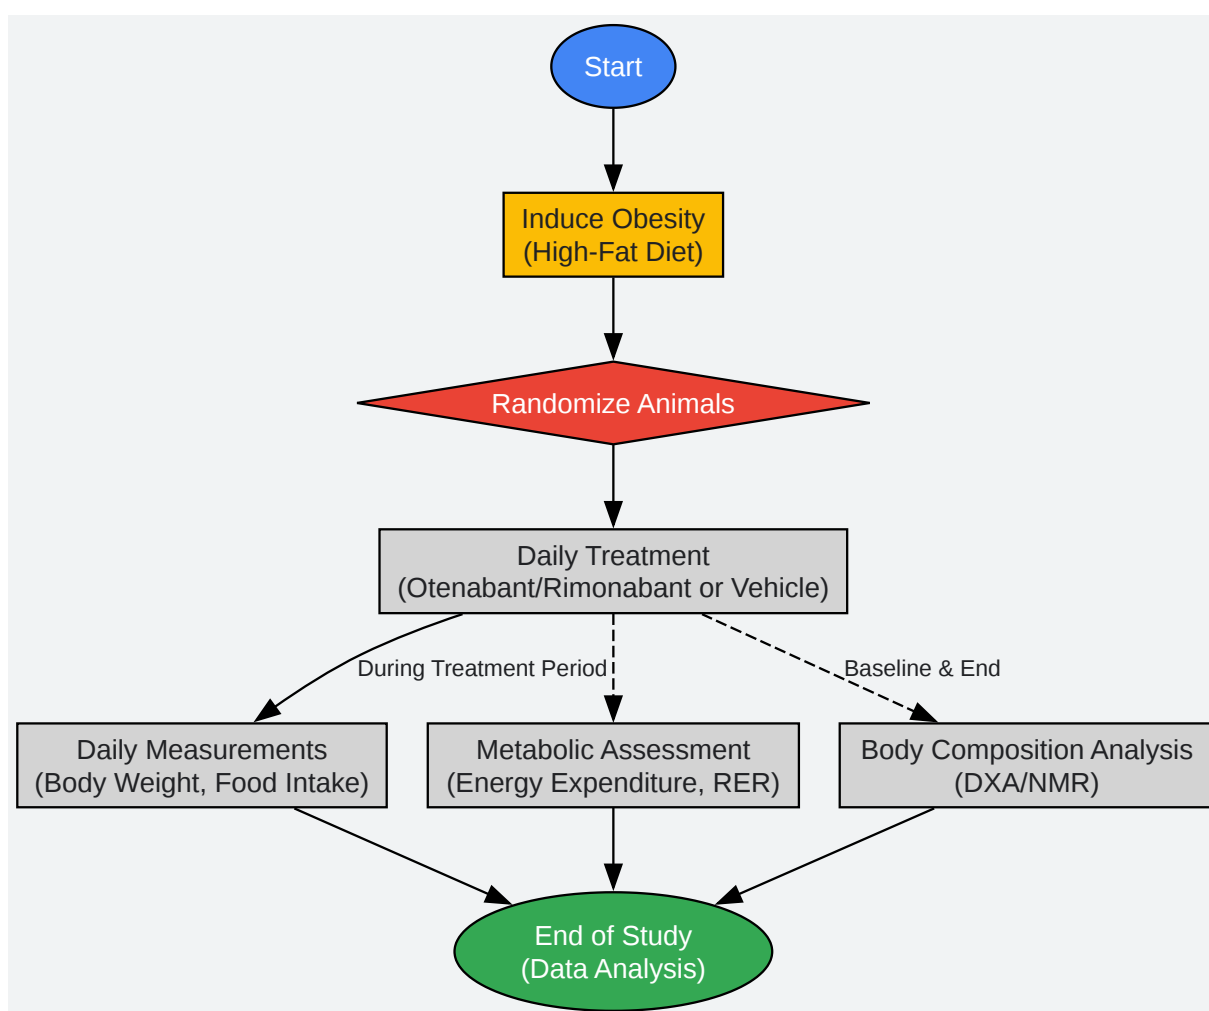 Start
Induce Obesity
(High-Fat Diet)
Randomize Animals
Daily Treatment
(Otenabant/Rimonabant or Vehicle)
During Treatment Period
Baseline & End
Daily Measurements
(Body Weight, Food Intake)
Metabolic Assessment
(Energy Expenditure, RER)
Body Composition Analysis
(DXA/NMR)
End of Study
(Data Analysis)